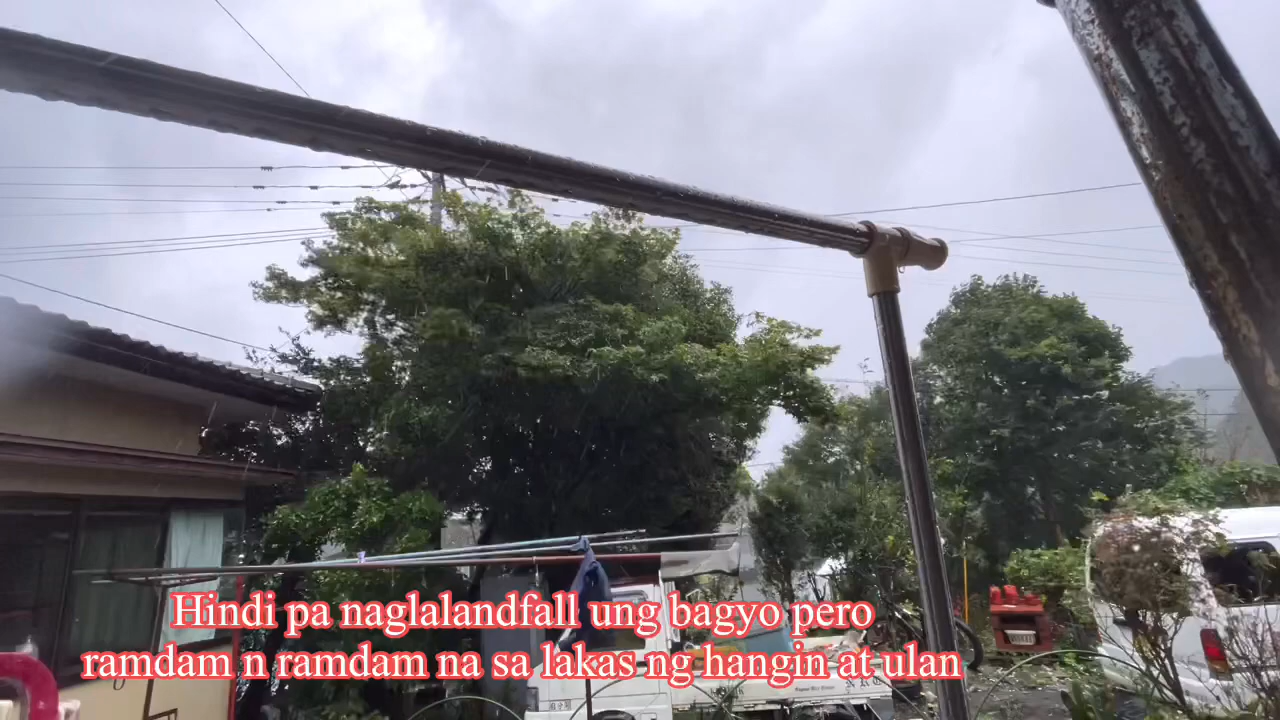 Hindi pa naglalandfall ung bagyo pero
ramdam n ramdam na sa lakas ng hangin at ulan